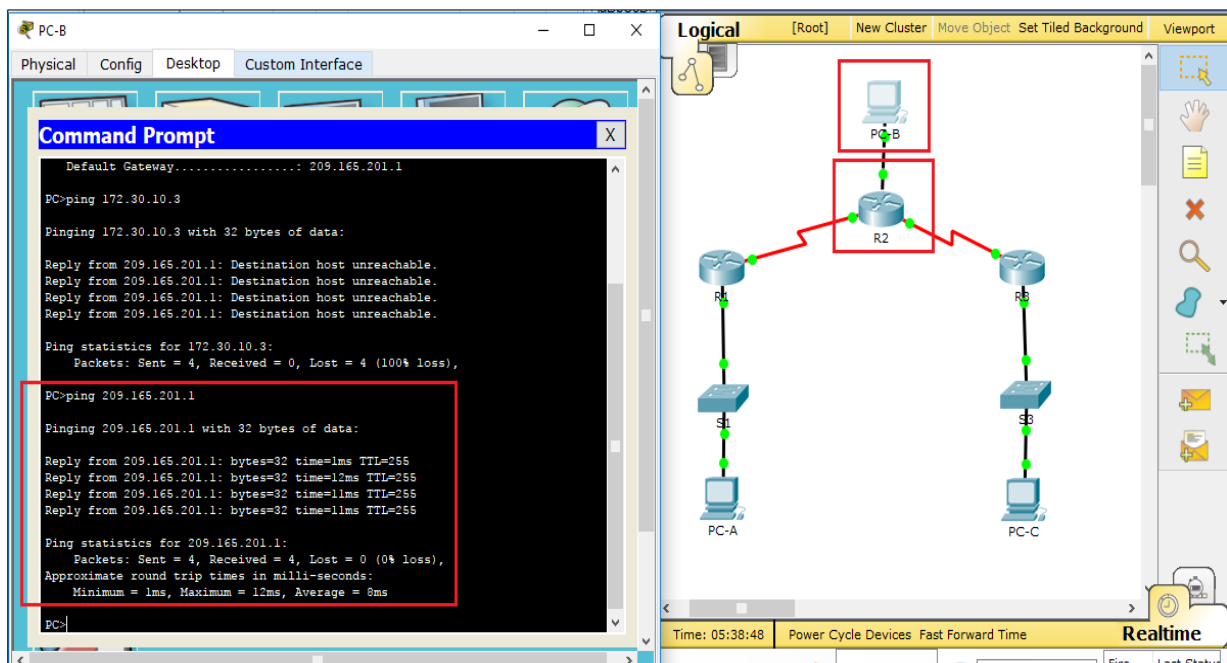 PC-B
Physical Config Desktop Custom Interface
Command Prompt X
Default Gateway.................: 209.165.201.1
PC>ping 172.30.10.3
Pinging 172.30.10.3 with 32 bytes of data:
Reply from 209.165.201.1: Destination host unreachable.
Reply from 209.165.201.1: Destination host unreachable.
Reply from 209.165.201.1: Destination host unreachable.
Reply from 209.165.201.1: Destination host unreachable.
Ping statistics for 172.30.10.3:
Packets: Sent = 4, Received = 0, Lost = 4 (100% loss),
PC>ping 209.165.201.1
Pinging 209.165.201.1 with 32 bytes of data:
Reply from 209.165.201.1: bytes=32 time=1ms TTL=255
Reply from 209.165.201.1: bytes=32 time=12ms TTL=255
Reply from 209.165.201.1: bytes=32 time=11ms TTL=255
Reply from 209.165.201.1: bytes=32 time=11ms TTL=255
Ping statistics for 209.165.201.1:
Packets: Sent = 4, Received = 4, Lost = 0 (0% loss),
Approximate round trip times in milli-seconds:
Minimum = 1ms, Maximum = 12ms, Average = 8ms
PC>
Logical [Root] New Cluster Move Object Set Tiled Background Viewport
PC-B
R2
R1
R3
S1
S3
PC-A
PC-C
Time: 05:38:48 Power Cycle Devices Fast Forward Time Realtime
Fire Last Status